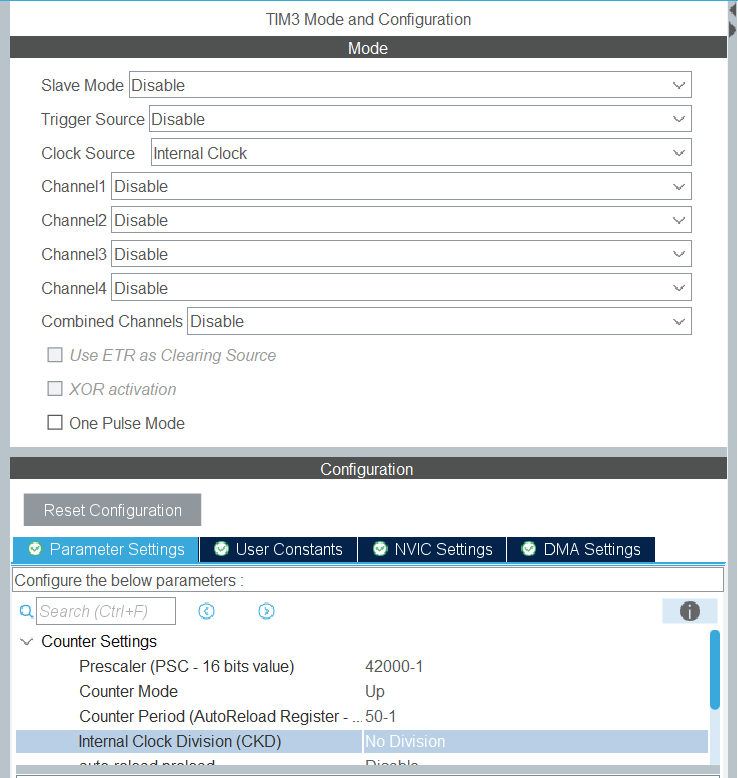 TIM3 Mode and Configuration
Mode
Slave Mode Disable
Trigger Source Disable
Clock Source Internal Clock
Channel1 Disable
Channel2 Disable
Channel3 Disable
Channel4 Disable
Combined Channels Disable
Use ETR as Clearing Source
XOR activation
One Pulse Mode
Configuration
Reset Configuration
Parameter Settings User Constants NVIC Settings DMA Settings
Configure the below parameters :
Search (Ctrl+F)
Counter Settings
Prescaler (PSC - 16 bits value) 42000-1
Counter Mode Up
Counter Period (AutoReload Register - ... 50-1
Internal Clock Division (CKD) No Division
auto-reload preload Disable